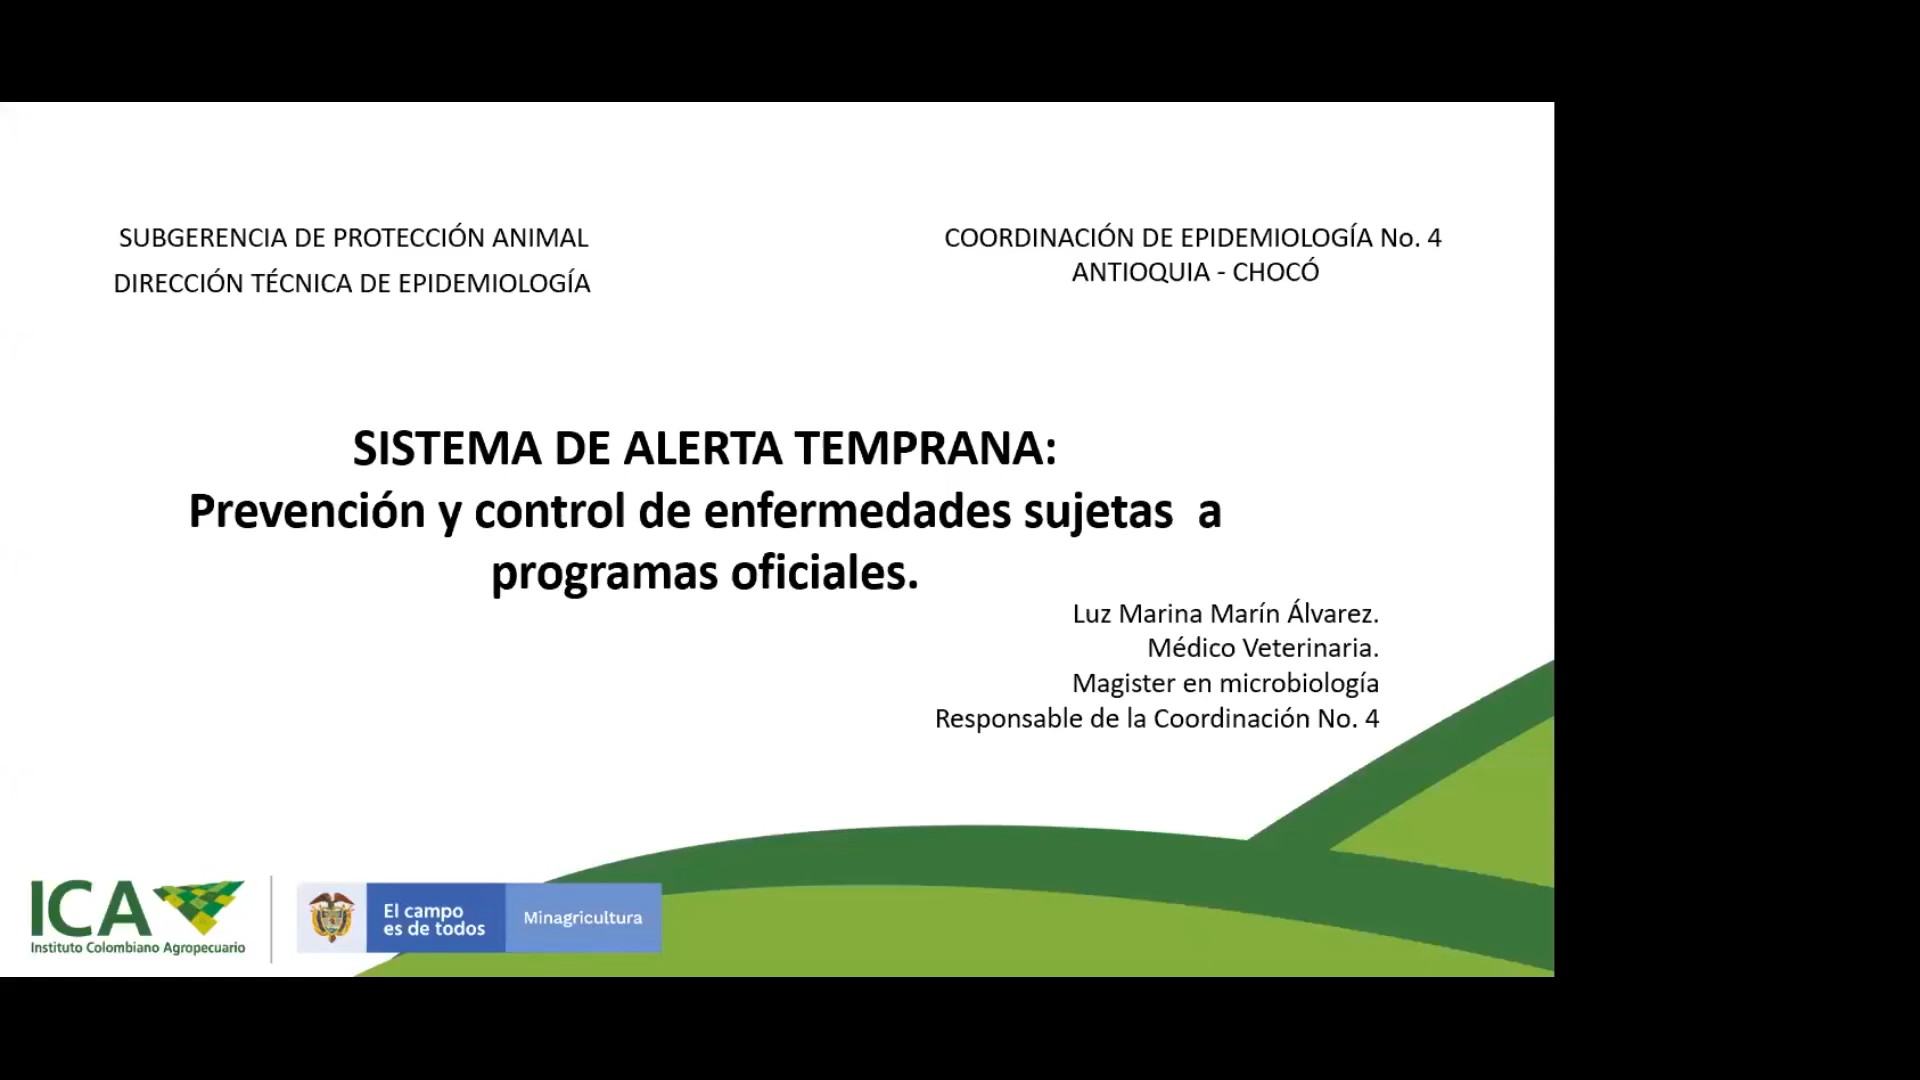 SUBGERENCIA DE PROTECCIÓN ANIMAL
DIRECCIÓN TÉCNICA DE EPIDEMIOLOGÍA
COORDINACIÓN DE EPIDEMIOLOGÍA No. 4
ANTIOQUIA - CHOCÓ
SISTEMA DE ALERTA TEMPRANA:
Prevención y control de enfermedades sujetas a
programas oficiales.
Luz Marina Marín Álvarez.
Médico Veterinaria.
Magister en microbiología
Responsable de la Coordinación No. 4
ICA
Instituto Colombiano Agropecuario
El campo
es de todos
Minagricultura